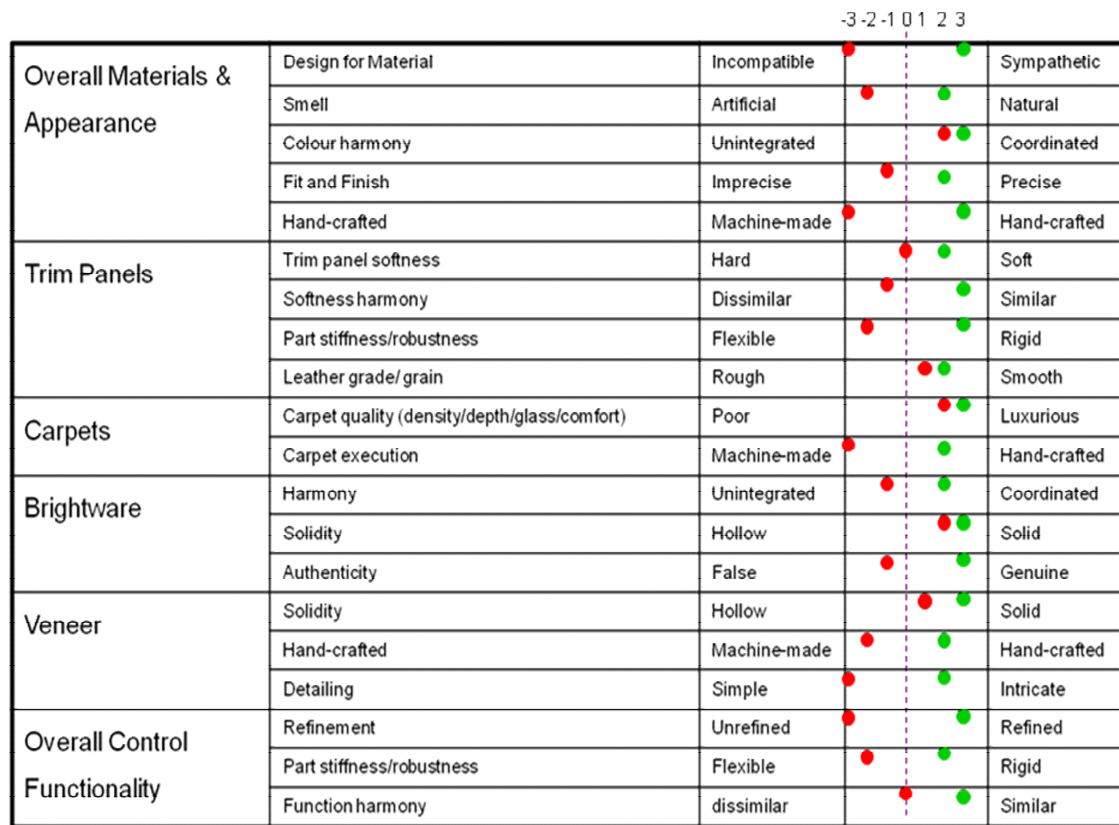 -3 -2 -1 0 1 2 3
Overall Materials &
Appearance
Design for Material Incompatible Sympathetic
Smell Artificial Natural
Colour harmony Unintegrated Coordinated
Fit and Finish Imprecise Precise
Hand-crafted Machine-made Hand-crafted
Trim Panels
Trim panel softness Hard Soft
Softness harmony Dissimilar Similar
Part stiffness/robustness Flexible Rigid
Leather grade/ grain Rough Smooth
Carpets
Carpet quality (density/depth/glass/comfort) Poor Luxurious
Carpet execution Machine-made Hand-crafted
Brightware
Harmony Unintegrated Coordinated
Solidity Hollow Solid
Authenticity False Genuine
Veneer
Solidity Hollow Solid
Hand-crafted Machine-made Hand-crafted
Detailing Simple Intricate
Overall Control
Functionality
Refinement Unrefined Refined
Part stiffness/robustness Flexible Rigid
Function harmony dissimilar Similar